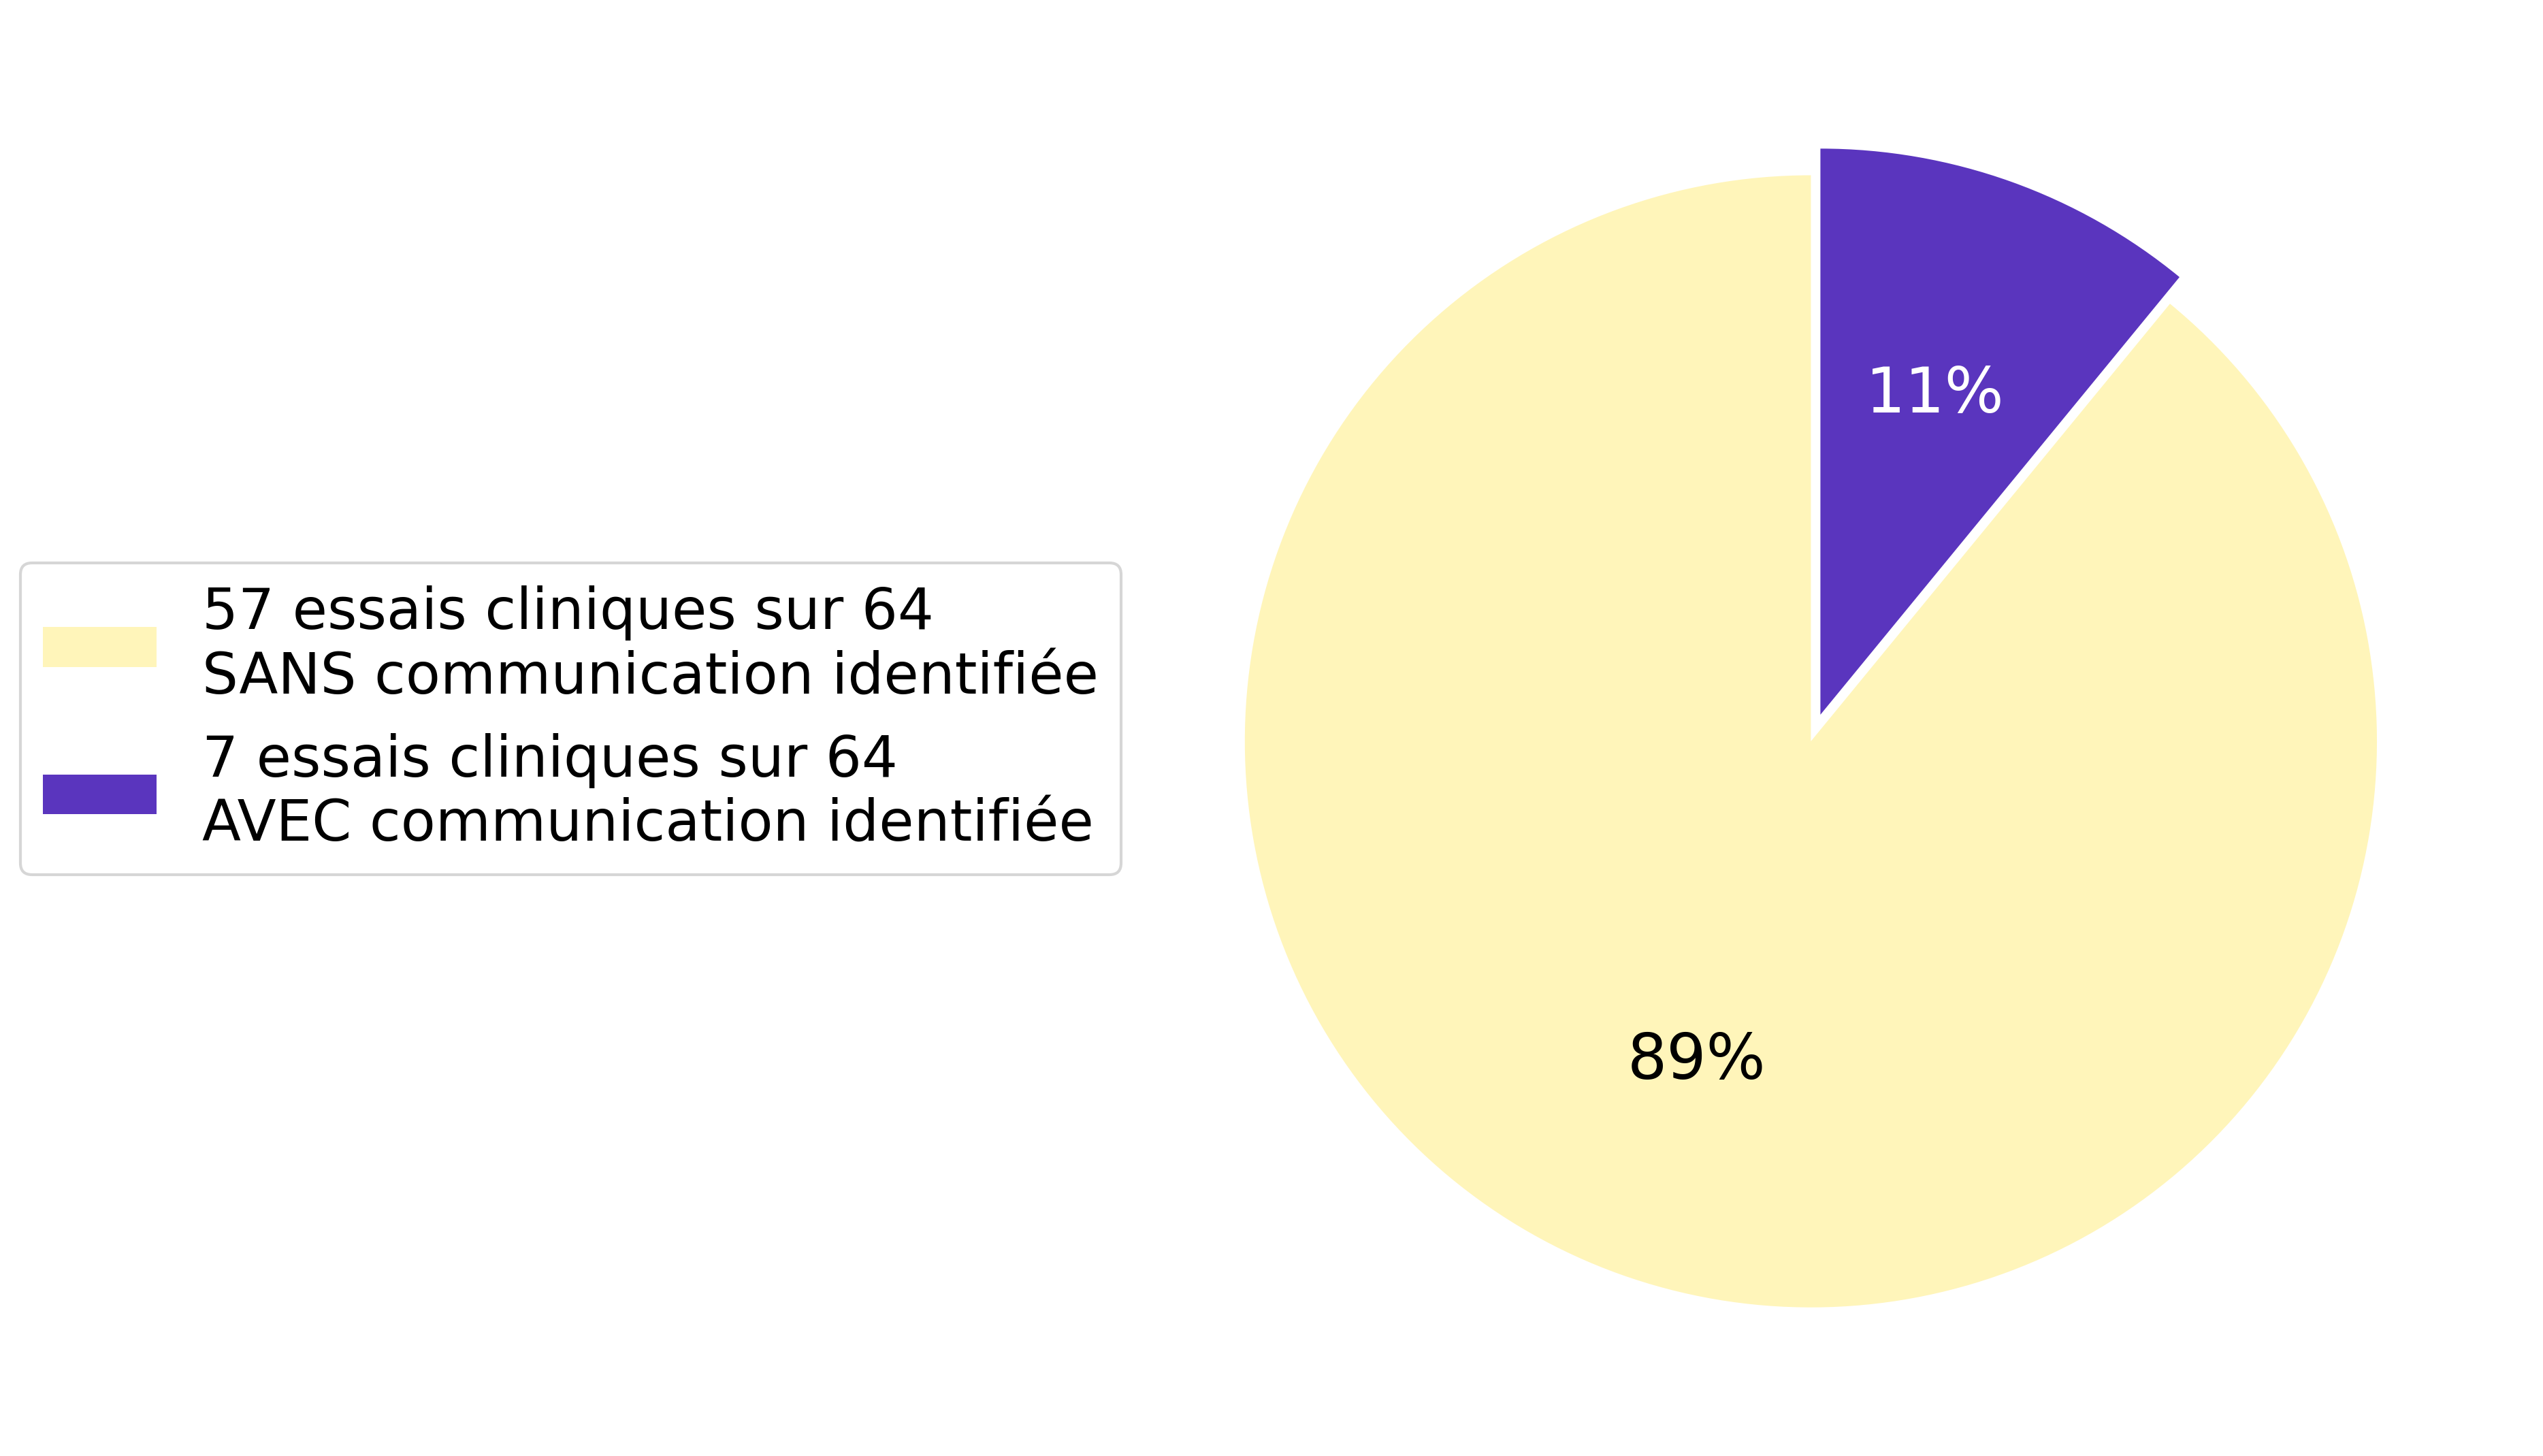 57 essais cliniques sur 64
SANS communication identifiée
7 essais cliniques sur 64
AVEC communication identifiée
11%
89%